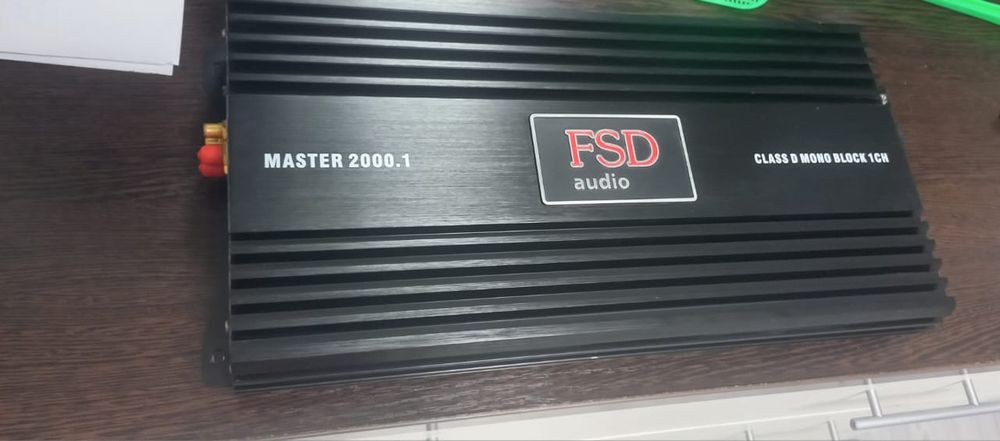 MASTER 2000.1
FSD
audio
CLASS D MONO BLOCK 1CH